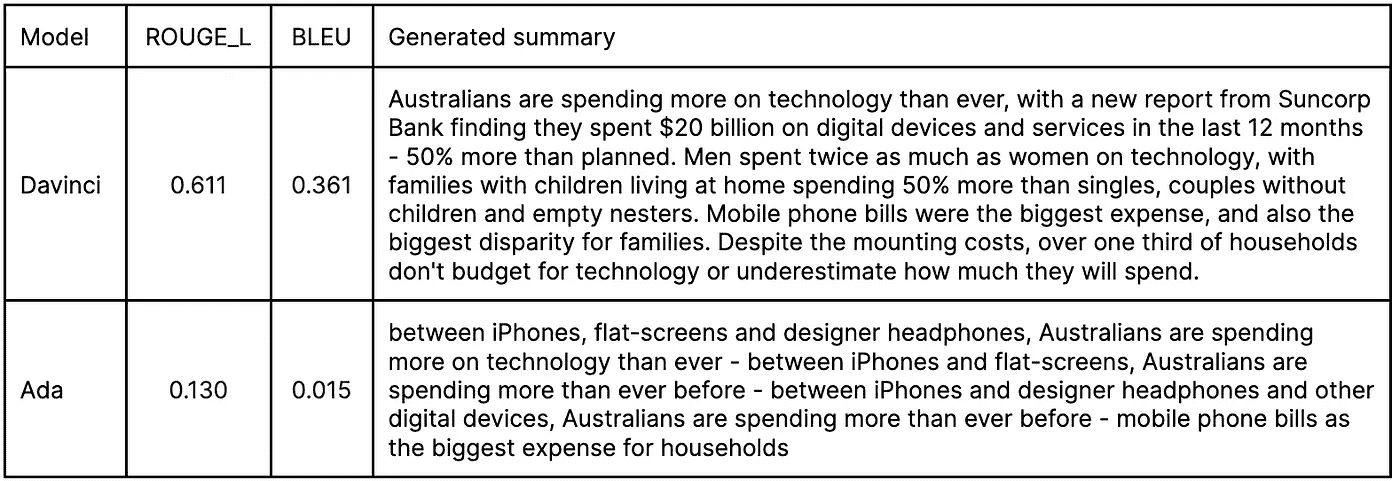 Model ROUGE_L BLEU Generated summary
Australians are spending more on technology than ever, with a new report from Suncorp
Bank finding they spent $20 billion on digital devices and services in the last 12 months
- 50% more than planned. Men spent twice as much as women on technology, with
Davinci 0.611 0.361 families with children living at home spending 50% more than singles, couples without
children and empty nesters. Mobile phone bills were the biggest expense, and also the
biggest disparity for families. Despite the mounting costs, over one third of households
don't budget for technology or underestimate how much they will spend.
between iPhones, flat-screens and designer headphones, Australians are spending
more on technology than ever - between iPhones and flat-screens, Australians are
Ada 0.130 0.015 spending more than ever before - between iPhones and designer headphones and other
digital devices, Australians are spending more than ever before - mobile phone bills as
the biggest expense for households